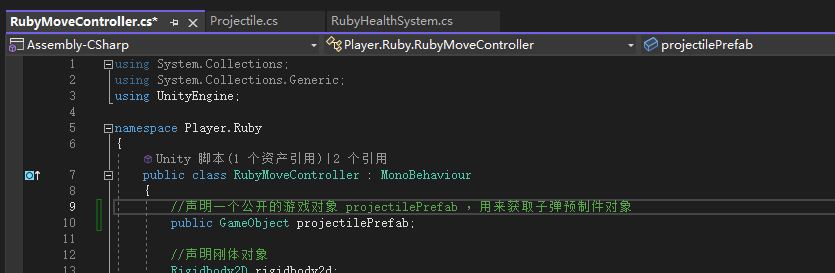 RubyMoveController.cs* Projectile.cs RubyHealthSystem.cs
Assembly-CSharp Player.Ruby.RubyMoveController projectilePrefab
1 using System.Collections;
2 using System.Collections.Generic;
3 using UnityEngine;
4
5 namespace Player.Ruby
6 {
Unity 脚本(1 个资产引用)|2 个引用
7 public class RubyMoveController : MonoBehaviour
8 {
9 //声明一个公开的游戏对象 projectilePrefab ，用来获取子弹预制件对象
10 public GameObject projectilePrefab;
11
12 //声明刚体对象
13 Rigidbody2D rigidbody2d;